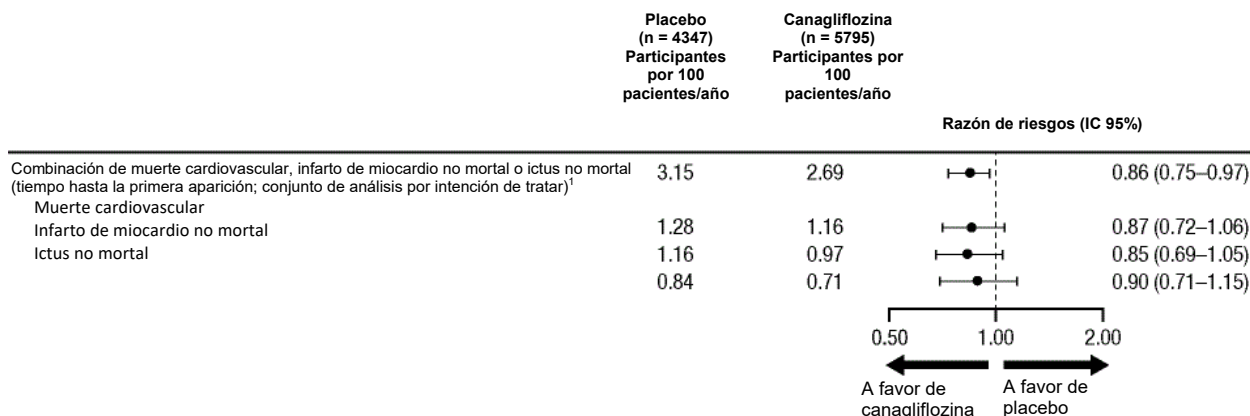 Placebo
(n = 4347)
Participantes
por 100
pacientes/año
Canagliflozina
(n = 5795)
Participantes por
100
pacientes/año
Razón de riesgos (IC 95%)
Combinación de muerte cardiovascular, infarto de miocardio no mortal o ictus no mortal
(tiempo hasta la primera aparición; conjunto de análisis por intención de tratar)1 3.15 2.69 0.86 (0.75–0.97)
Muerte cardiovascular
Infarto de miocardio no mortal 1.28 1.16 0.87 (0.72–1.06)
Ictus no mortal 1.16 0.97 0.85 (0.69–1.05)
0.84 0.71 0.90 (0.71–1.15)
0.50 1.00 2.00
A favor de
canagliflozina
A favor de
placebo